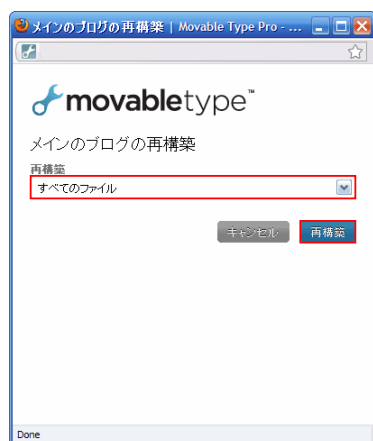 メインのブログの再構築 | Movable Type Pro - ...
movabletype™
メインのブログの再構築
再構築
すべてのファイル
キャンセル 再構築
Done